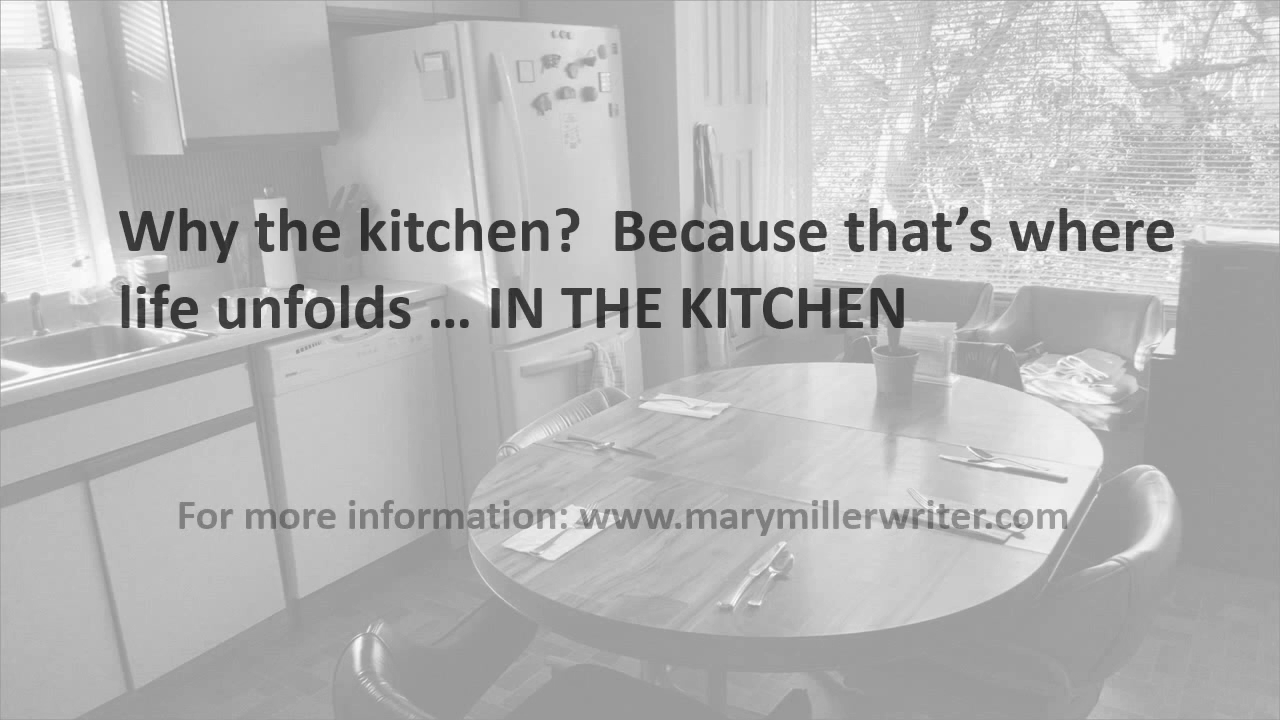 Why the kitchen?  Because that’s where
life unfolds … IN THE KITCHEN
For more information: www.marymillerwriter.com